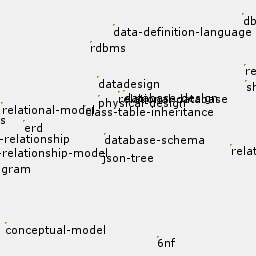 db
data-definition-language
rdbms
re
datadesign
sh
physical-design
relational-model
class-table-inheritance
s
erd
-relationship
database-schema
relat
-relationship-model
json-tree
gram
conceptual-model
6nf